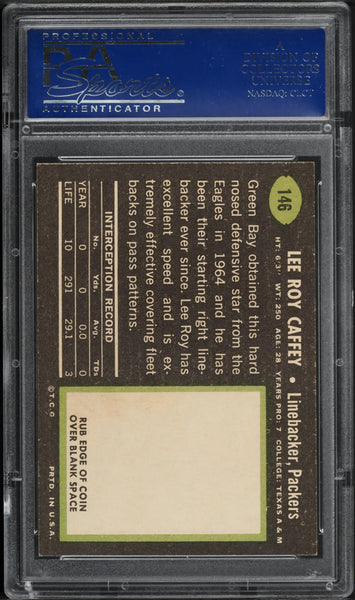 PROFESSIONAL
PSA
Sports
AUTHENTICATOR
A
DIVISION OF
COLLECTORS
UNIVERSE
NASDAQ: CLCT
146
LEE ROY CAFFEY • Linebacker, Packers
HT: 6'3" WT: 250 AGE: 28 YEARS PRO: 7 COLLEGE: TEXAS A & M
Green Bay obtained this hard
nosed defensive star from the
Eagles in 1964 and he has
been their starting right line-
backer ever since. Lee Roy has
excellent speed and is ex-
tremely effective covering fleet
backs on pass patterns.
INTERCEPTION RECORD
No. Yds. Avg. TDs
YEAR 0 0 0.0 0
LIFE 10 291 29.1 3
RUB EDGE OF COIN
OVER BLANK SPACE
©T.C.G PRTD. IN U.S.A.